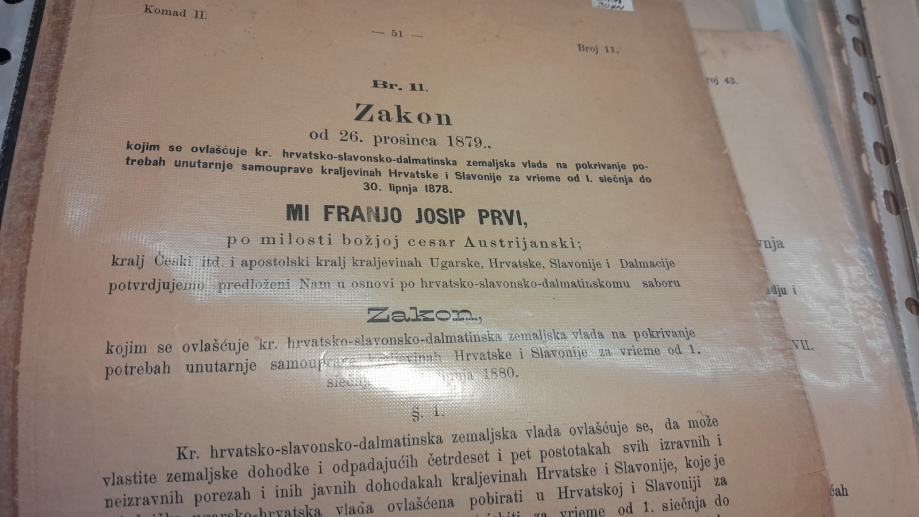 Komad II.
— 51 —
Broj 11.
Br. 11.
Zakon
od 26. prosinca 1879.,
kojim se ovlašćuje kr. hrvatsko-slavonsko-dalmatinska zemaljska vlada na pokrivanje po-
trebah unutarnje samouprave kraljevinah Hrvatske i Slavonije za vrieme od 1. siečnja do
30. lipnja 1878.
MI FRANJO JOSIP PRVI,
po milosti božjoj cesar Austrijanski;
kralj Češki itd. i apostolski kralj kraljevinah Ugarske, Hrvatske, Slavonije i Dalmacije
potvrdjujemo predloženi Nam u osnovi po hrvatsko-slavonsko-dalmatinskomu saboru
Zakon,
kojim se ovlašćuje kr. hrvatsko-slavonsko-dalmatinska zemaljska vlada na pokrivanje
potrebah unutarnje samouprave kraljevinah Hrvatske i Slavonije za vrieme od 1.
1880.
§. 1.
Kr. hrvatsko-slavonsko-dalmatinska zemaljska vlada ovlašćuje se, da može
vlastite zemaljske dohodke i odpadajućih četrdeset i pet postotakah svih izravnih i
neizravnih porezah i inih javnih dohodakah kraljevinah Hrvatske i Slavonije, koje je
ugarsko-hrvatska vlada ovlašćena pobirati u Hrvatskoj i Slavoniji za
za vrieme od 1. siečnja do
43.
VII.